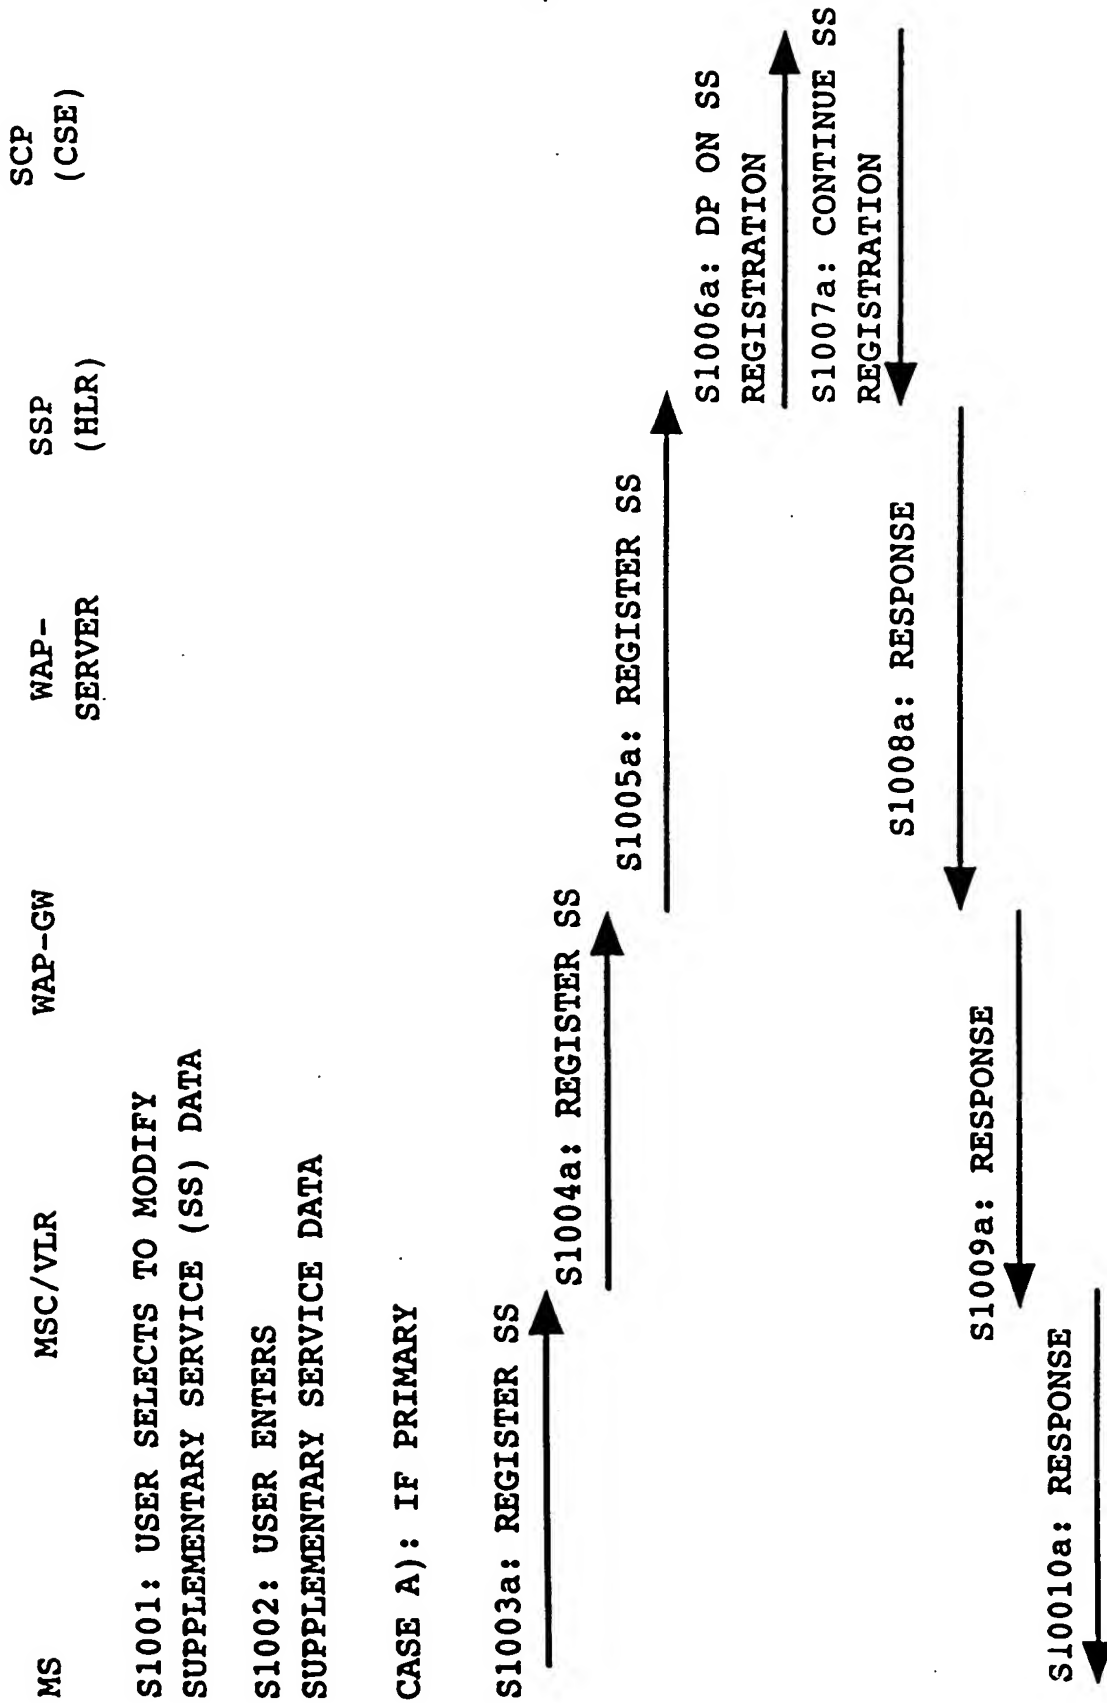 MS
MSC/VLR
WAP-GW
WAP-
SERVER
SSP
(HLR)
SCP
(CSE)
S1001: USER SELECTS TO MODIFY
SUPPLEMENTARY SERVICE (SS) DATA
S1002: USER ENTERS
SUPPLEMENTARY SERVICE DATA
CASE A): IF PRIMARY
S1003a: REGISTER SS
S1004a: REGISTER SS
S1005a: REGISTER SS
S1006a: DP ON SS
REGISTRATION
S1007a: CONTINUE SS
REGISTRATION
S1008a: RESPONSE
S1009a: RESPONSE
S10010a: RESPONSE